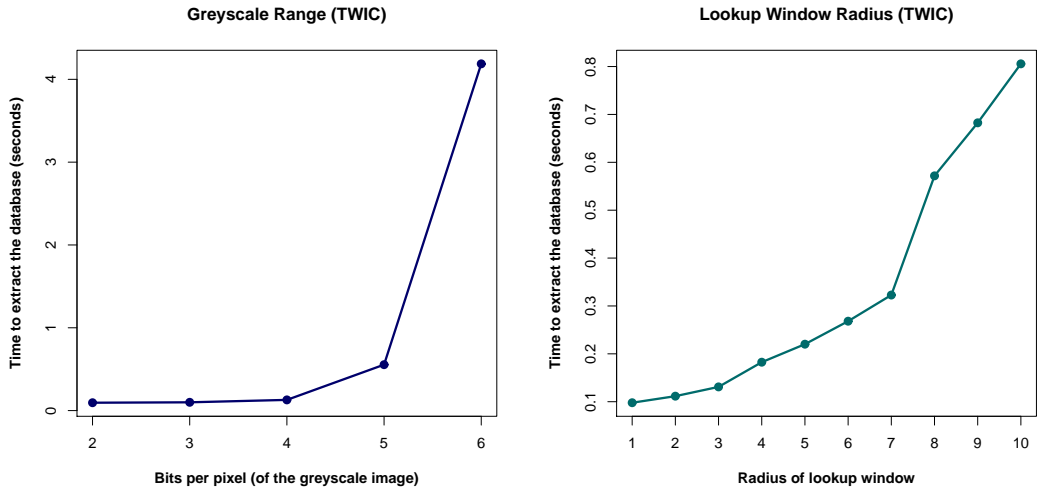 Greyscale Range (TWIC)
Time to extract the database (seconds)
4
3
2
1
0
2 3 4 5 6
Bits per pixel (of the greyscale image)
Lookup Window Radius (TWIC)
Time to extract the database (seconds)
0.8
0.7
0.6
0.5
0.4
0.3
0.2
0.1
1 2 3 4 5 6 7 8 9 10
Radius of lookup window